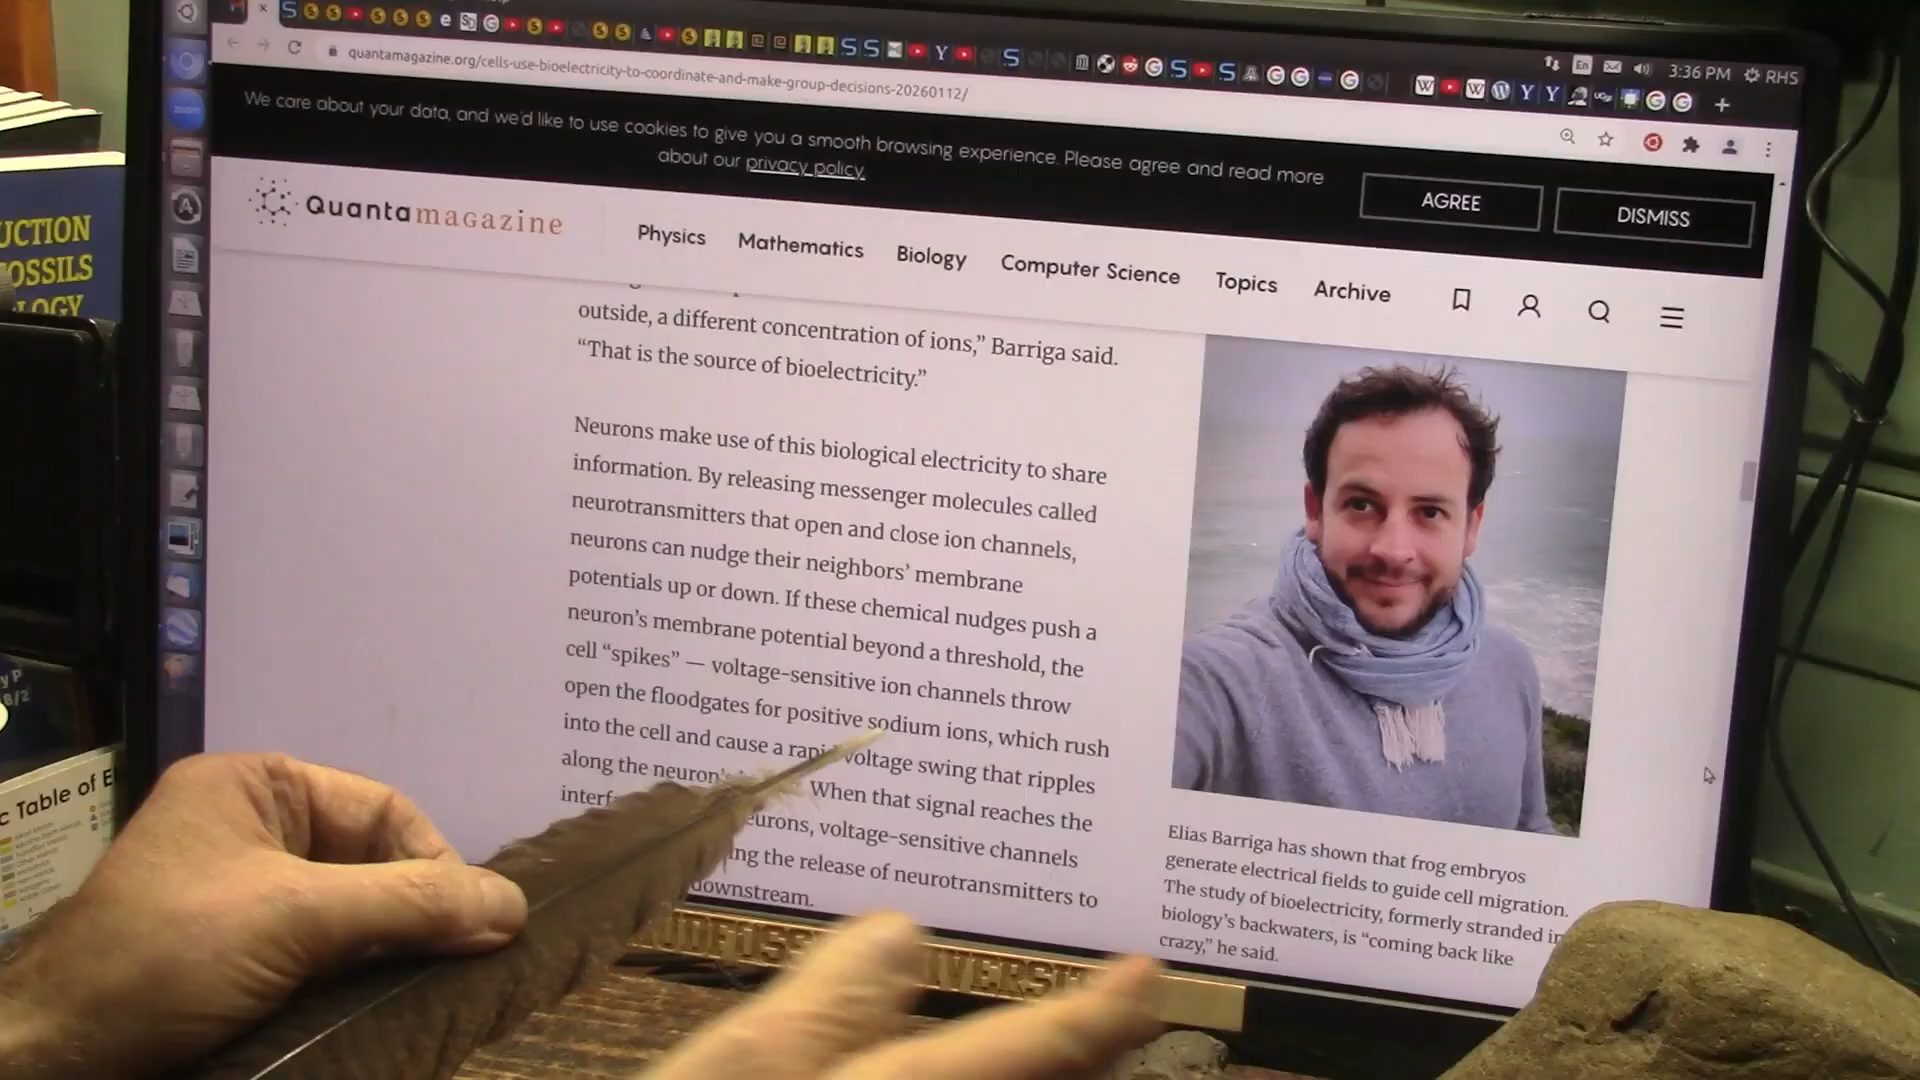 3:36 PM RHS
En
quantamagazine.org/cells-use-bioelectricity-to-coordinate-and-make-group-decisions-20260112/
We care about your data, and we'd like to use cookies to give you a smooth browsing experience. Please agree and read more
about our privacy policy.
AGREE
DISMISS
Quanta magazine
Physics Mathematics Biology Computer Science Topics Archive
outside, a different concentration of ions,” Barriga said.
“That is the source of bioelectricity.”
Neurons make use of this biological electricity to share
information. By releasing messenger molecules called
neurotransmitters that open and close ion channels,
neurons can nudge their neighbors’ membrane
potentials up or down. If these chemical nudges push a
neuron’s membrane potential beyond a threshold, the
cell “spikes” — voltage-sensitive ion channels throw
open the floodgates for positive sodium ions, which rush
into the cell and cause a rapid voltage swing that ripples
along the neuron’s When that signal reaches the
interf eurons, voltage-sensitive channels
ing the release of neurotransmitters to
downstream.
Elias Barriga has shown that frog embryos
generate electrical fields to guide cell migration.
The study of bioelectricity, formerly stranded in
biology’s backwaters, is “coming back like
crazy,” he said.
UCTION
OSSILS
LOGY
y P
8/2
c Table of E
zoom
UDFOSS IVERSI